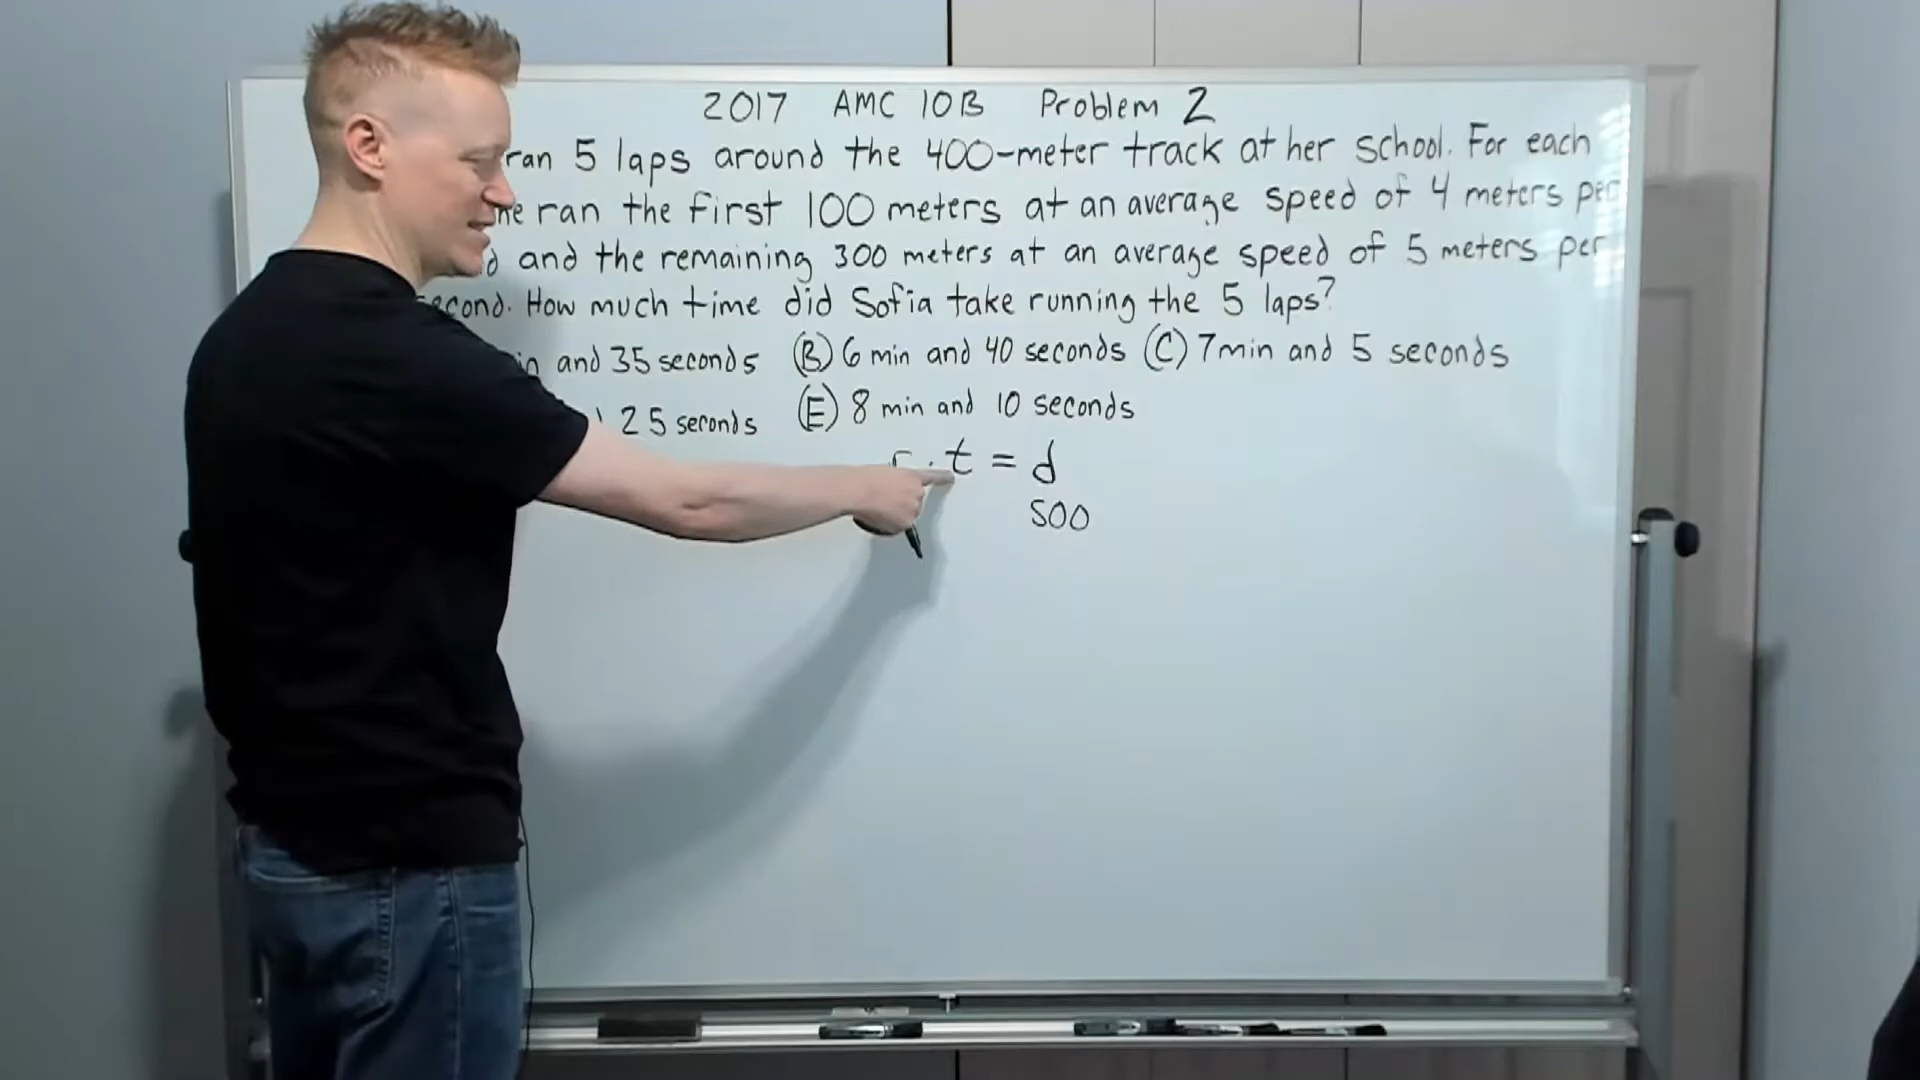 2017 AMC 10B Problem 2
ran 5 laps around the 400-meter track at her school. For each
he ran the first 100 meters at an average speed of 4 meters per
d and the remaining 300 meters at an average speed of 5 meters per
econd. How much time did Sofia take running the 5 laps?
in and 35 seconds (B) 6 min and 40 seconds (C) 7 min and 5 seconds
25 seconds (E) 8 min and 10 seconds
r · t = d
500